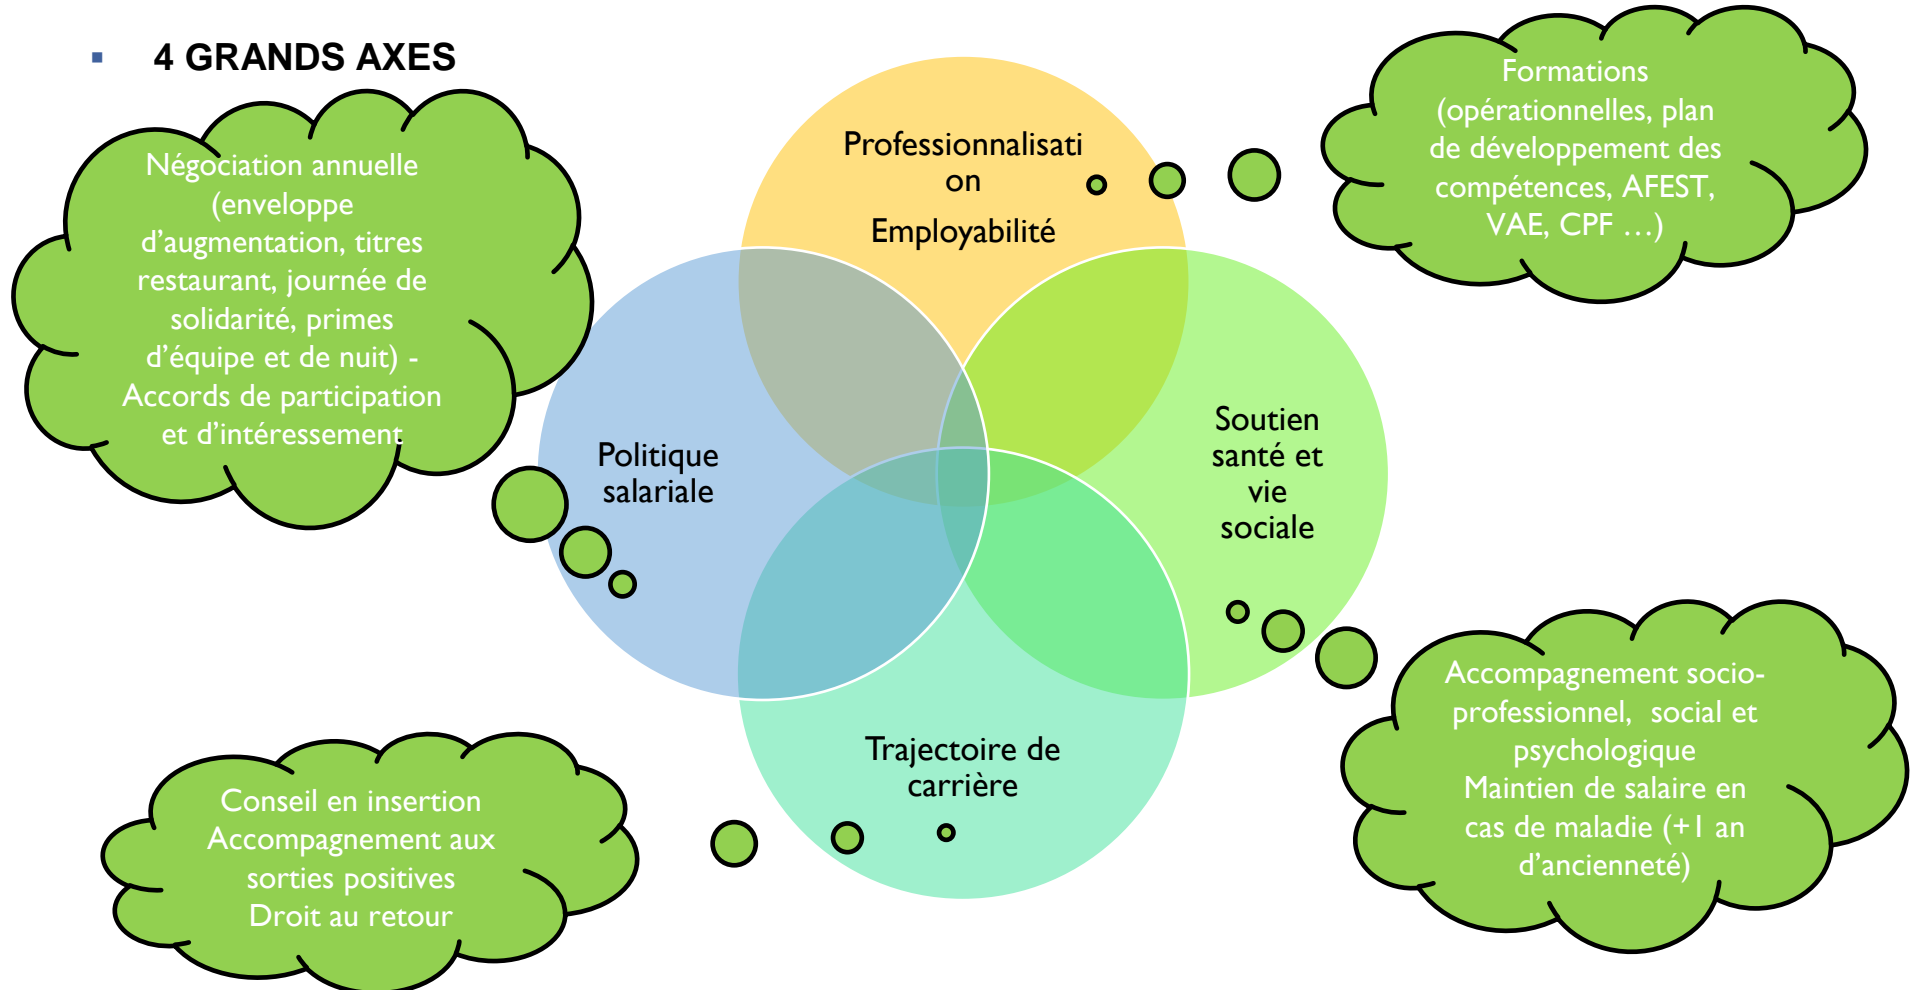 ▪ 4 GRANDS AXES
Négociation annuelle
(enveloppe
d'augmentation, titres
restaurant, journée de
solidarité, primes
d'équipe et de nuit) -
Accords de participation
et d'intéressement
Professionnalisati
on
Employabilité
Formations
(opérationnelles, plan
de développement des
compétences, AFEST,
VAE, CPF …)
Politique
salariale
Soutien
santé et
vie
sociale
Trajectoire de
carrière
Conseil en insertion
Accompagnement aux
sorties positives
Droit au retour
Accompagnement socio-
professionnel, social et
psychologique
Maintien de salaire en
cas de maladie (+1 an
d'ancienneté)